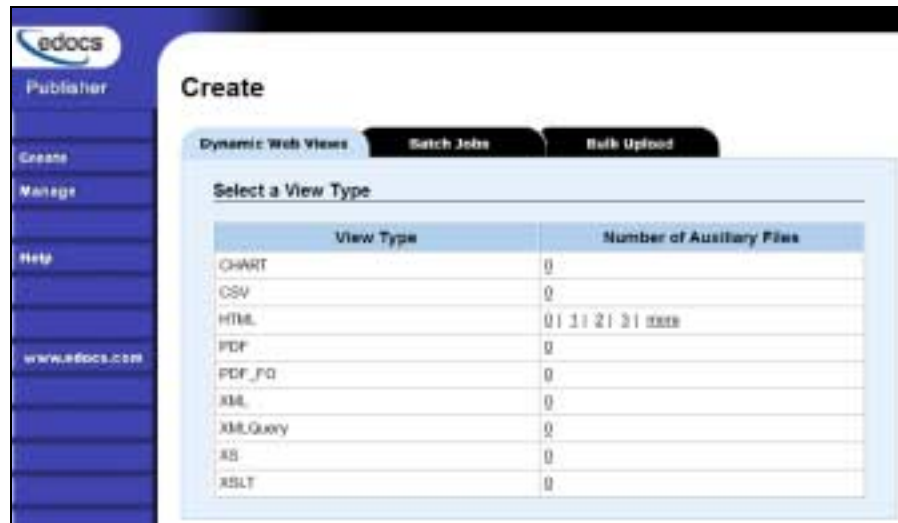 edocs
Publisher
Create
Manage
Help
www.edocs.com
Create
Dynamic Web Views Batch Jobs Bulk Upload
Select a View Type
View Type Number of Auxiliary Files
CHART 0
CSV 0
HTML 0 | 1 | 2 | 3 | more
PDF 0
PDF_FO 0
XML 0
XMLQuery 0
XS 0
XSLT 0